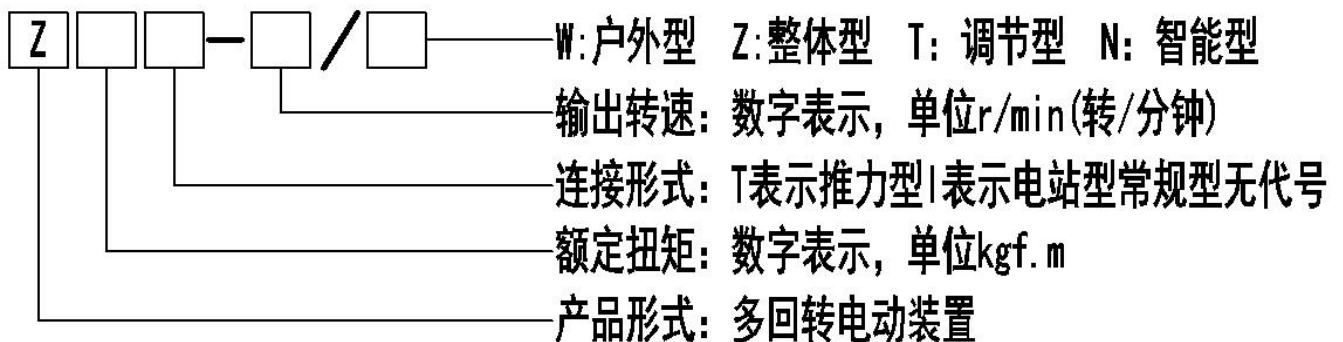 Z — / W:户外型 Z:整体型 T: 调节型 N: 智能型
输出转速: 数字表示, 单位r/min(转/分钟)
连接形式: T表示推力型I表示电站型常规型无代号
额定扭矩: 数字表示, 单位kgf.m
产品形式: 多回转电动装置